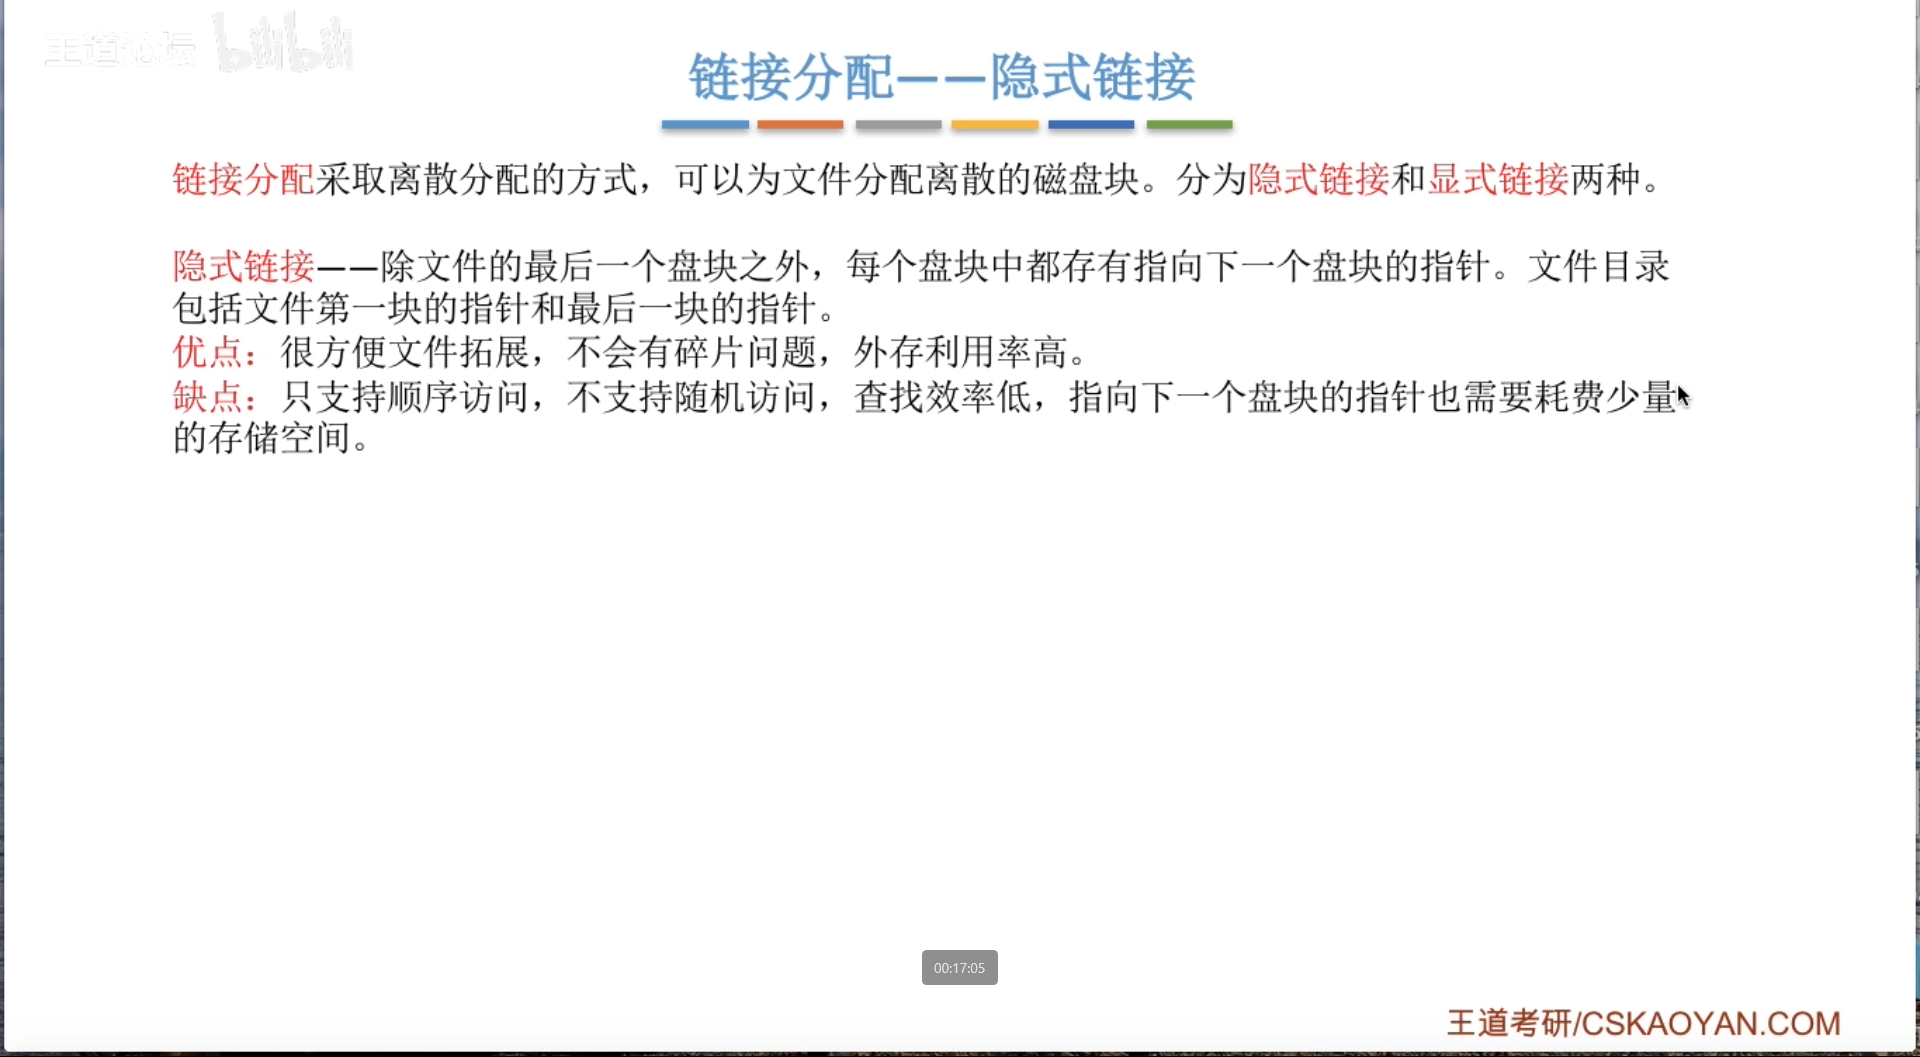 王道论坛 bilibili
链接分配——隐式链接
链接分配采取离散分配的方式，可以为文件分配离散的磁盘块。分为隐式链接和显式链接两种。
隐式链接——除文件的最后一个盘块之外，每个盘块中都存有指向下一个盘块的指针。文件目录
包括文件第一块的指针和最后一块的指针。
优点：很方便文件拓展，不会有碎片问题，外存利用率高。
缺点：只支持顺序访问，不支持随机访问，查找效率低，指向下一个盘块的指针也需要耗费少量
的存储空间。
00:17:05
王道考研/CSKAOYAN.COM